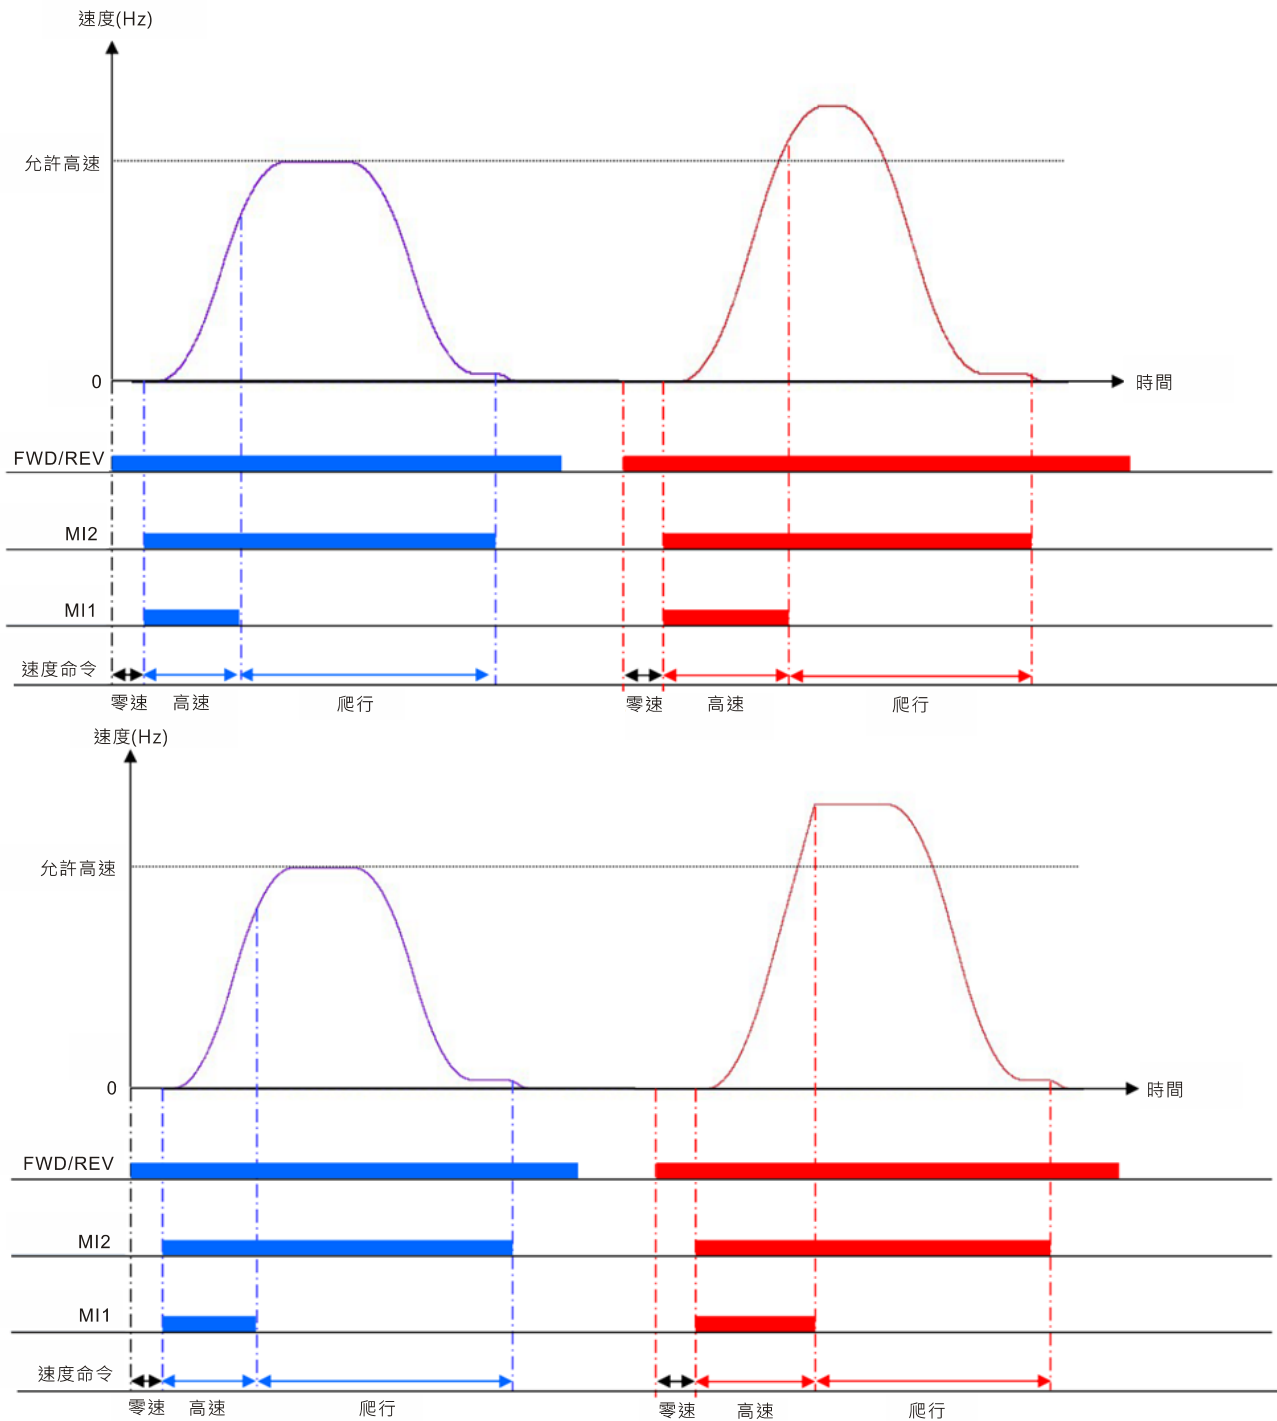 速度(Hz)
允許高速
0
時間
FWD/REV
MI2
MI1
速度命令
零速 高速 爬行 零速 高速 爬行
速度(Hz)
允許高速
0
時間
FWD/REV
MI2
MI1
速度命令
零速 高速 爬行 零速 高速 爬行